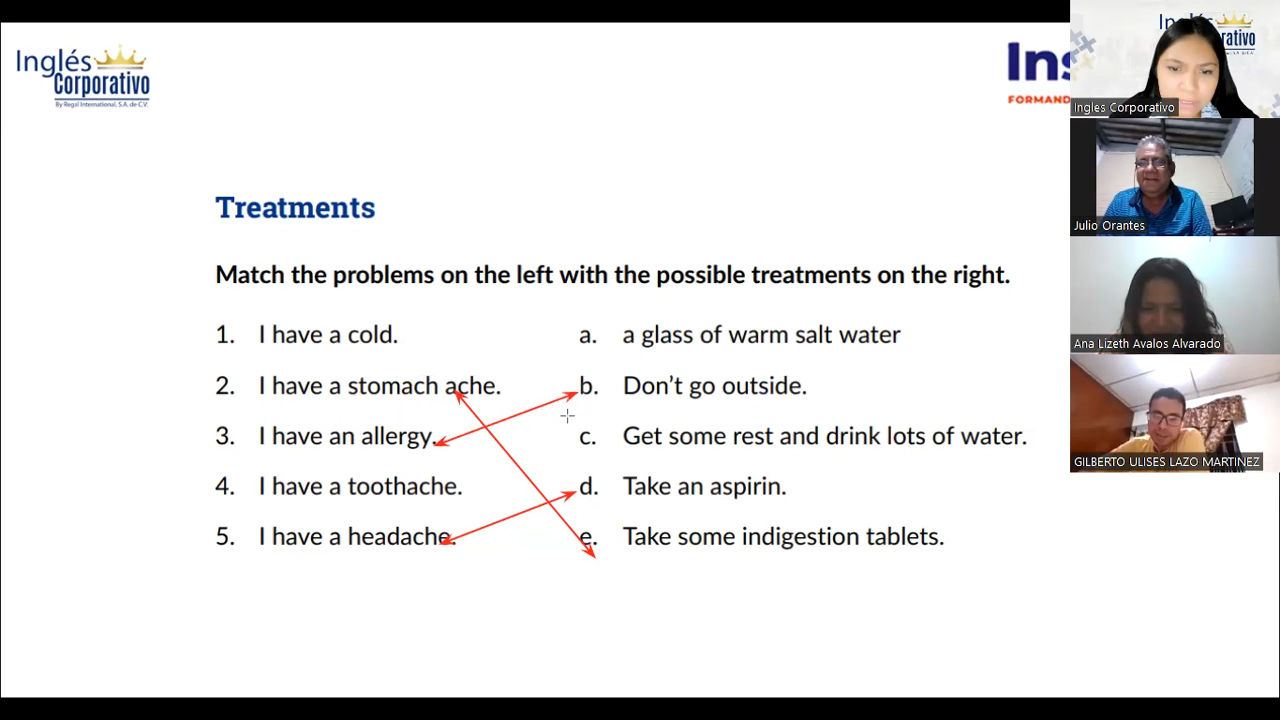 Inglés
Corporativo
By Regal International, S.A. de C.V.
Ins
FORMAND
Treatments
Match the problems on the left with the possible treatments on the right.
1. I have a cold.
a. a glass of warm salt water
2. I have a stomach ache.
b. Don't go outside.
3. I have an allergy.
c. Get some rest and drink lots of water.
4. I have a toothache.
d. Take an aspirin.
5. I have a headache.
e. Take some indigestion tablets.
Inglés
rativo
Ingles Corporativo
Julio Orantes
Ana Lizeth Avalos Alvarado
GILBERTO ULISES LAZO MARTINEZ